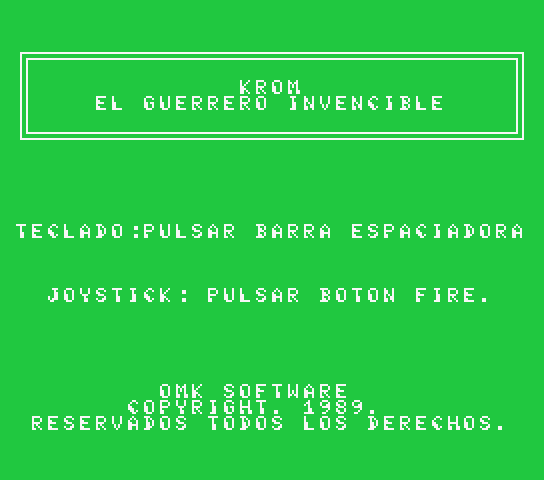 KROM
EL GUERRERO INVENCIBLE
TECLADO:PULSAR BARRA ESPACIADORA
JOYSTICK: PULSAR BOTON FIRE.
OMK SOFTWARE
COPYRIGHT. 1989.
RESERVADOS TODOS LOS DERECHOS.